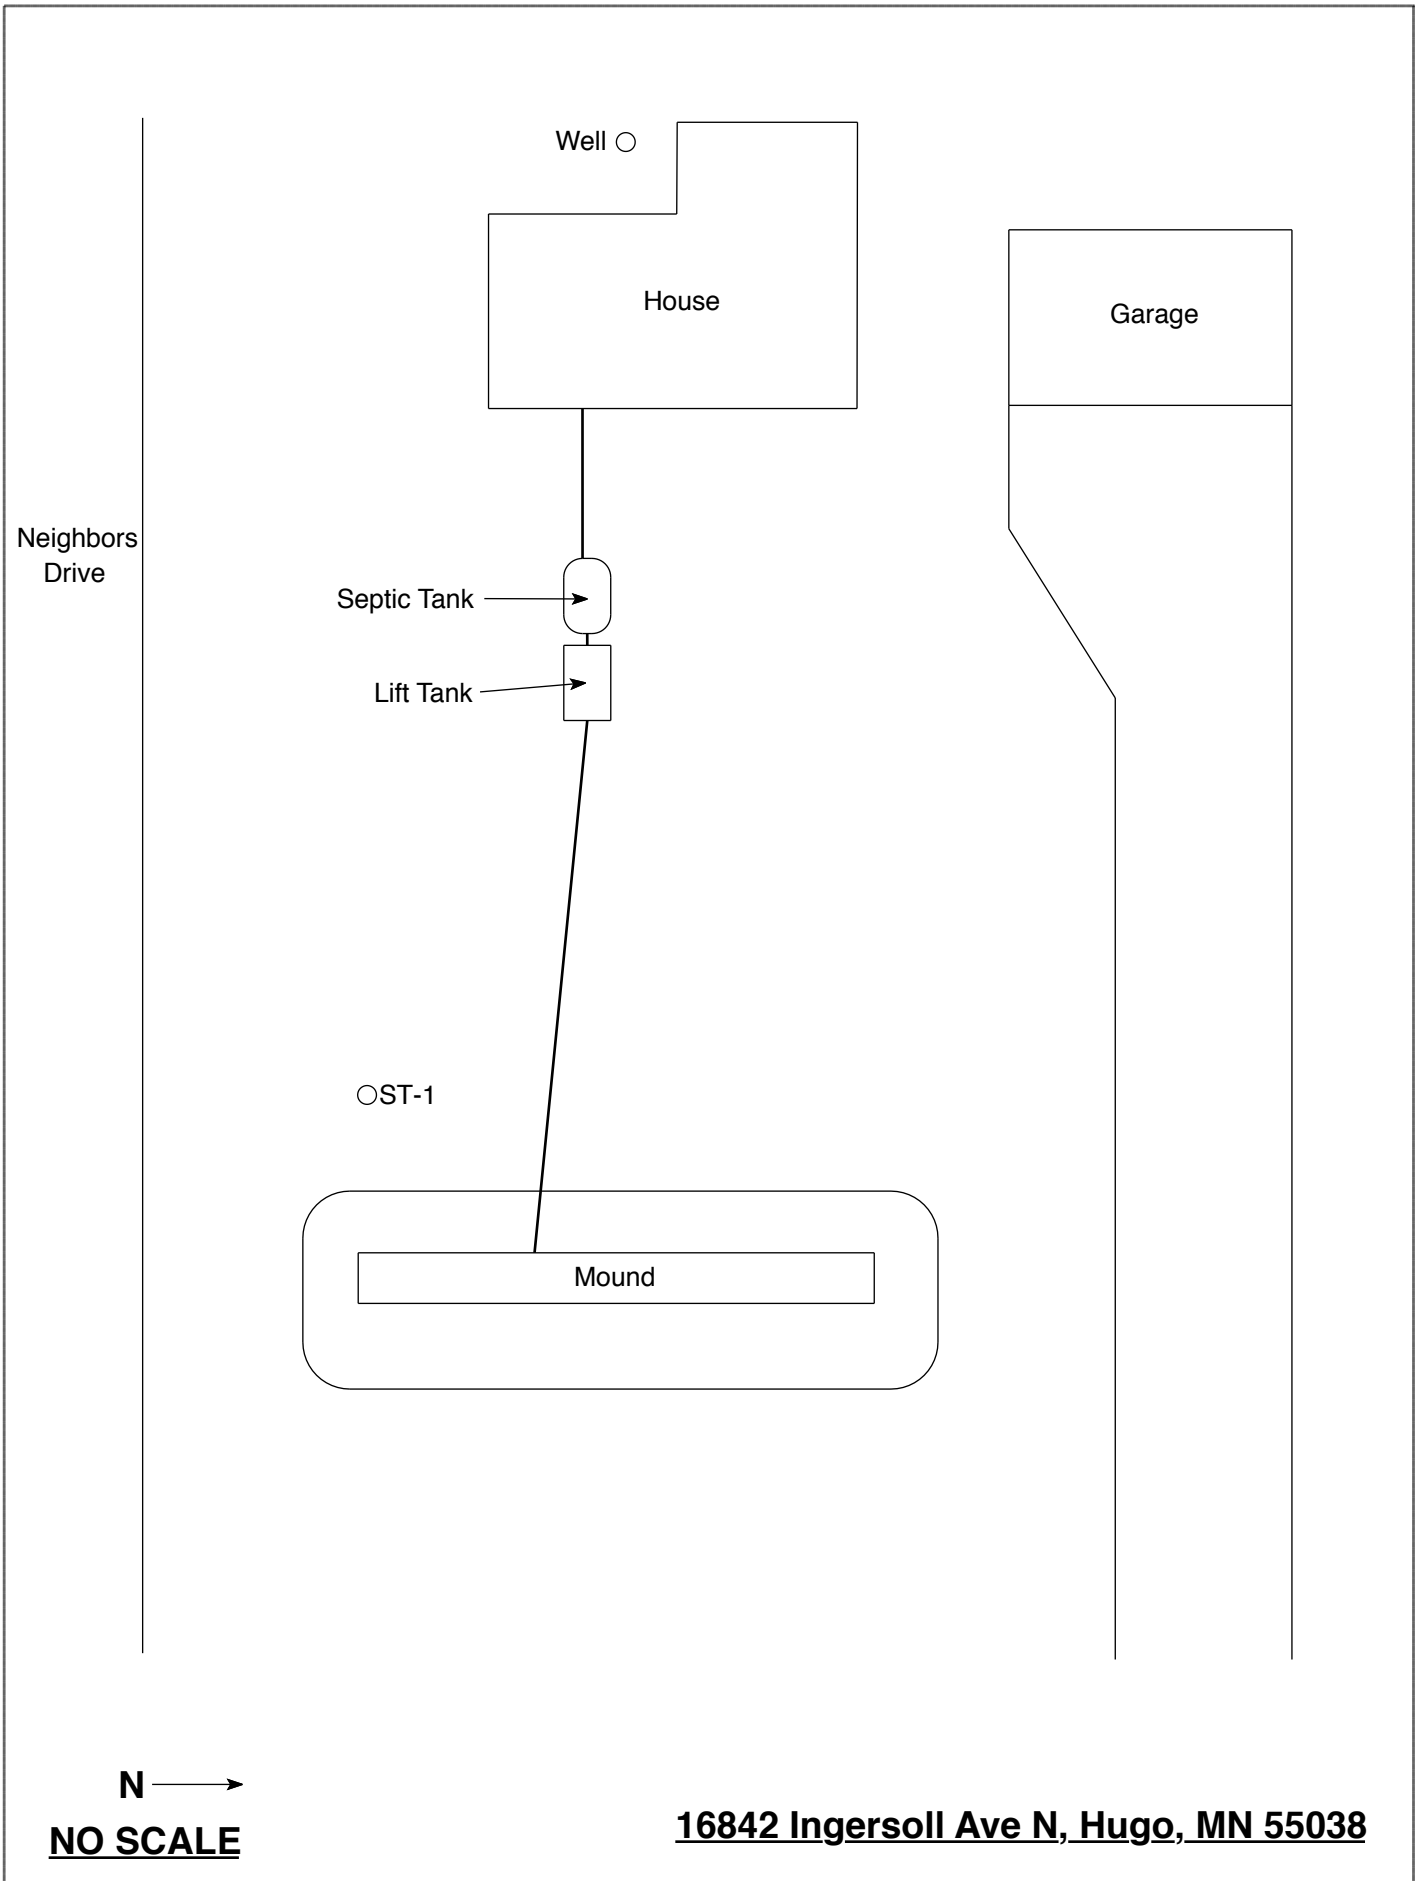 Well
House
Garage
Neighbors
Drive
Septic Tank
Lift Tank
ST-1
Mound
N
NO SCALE
16842 Ingersoll Ave N, Hugo, MN 55038